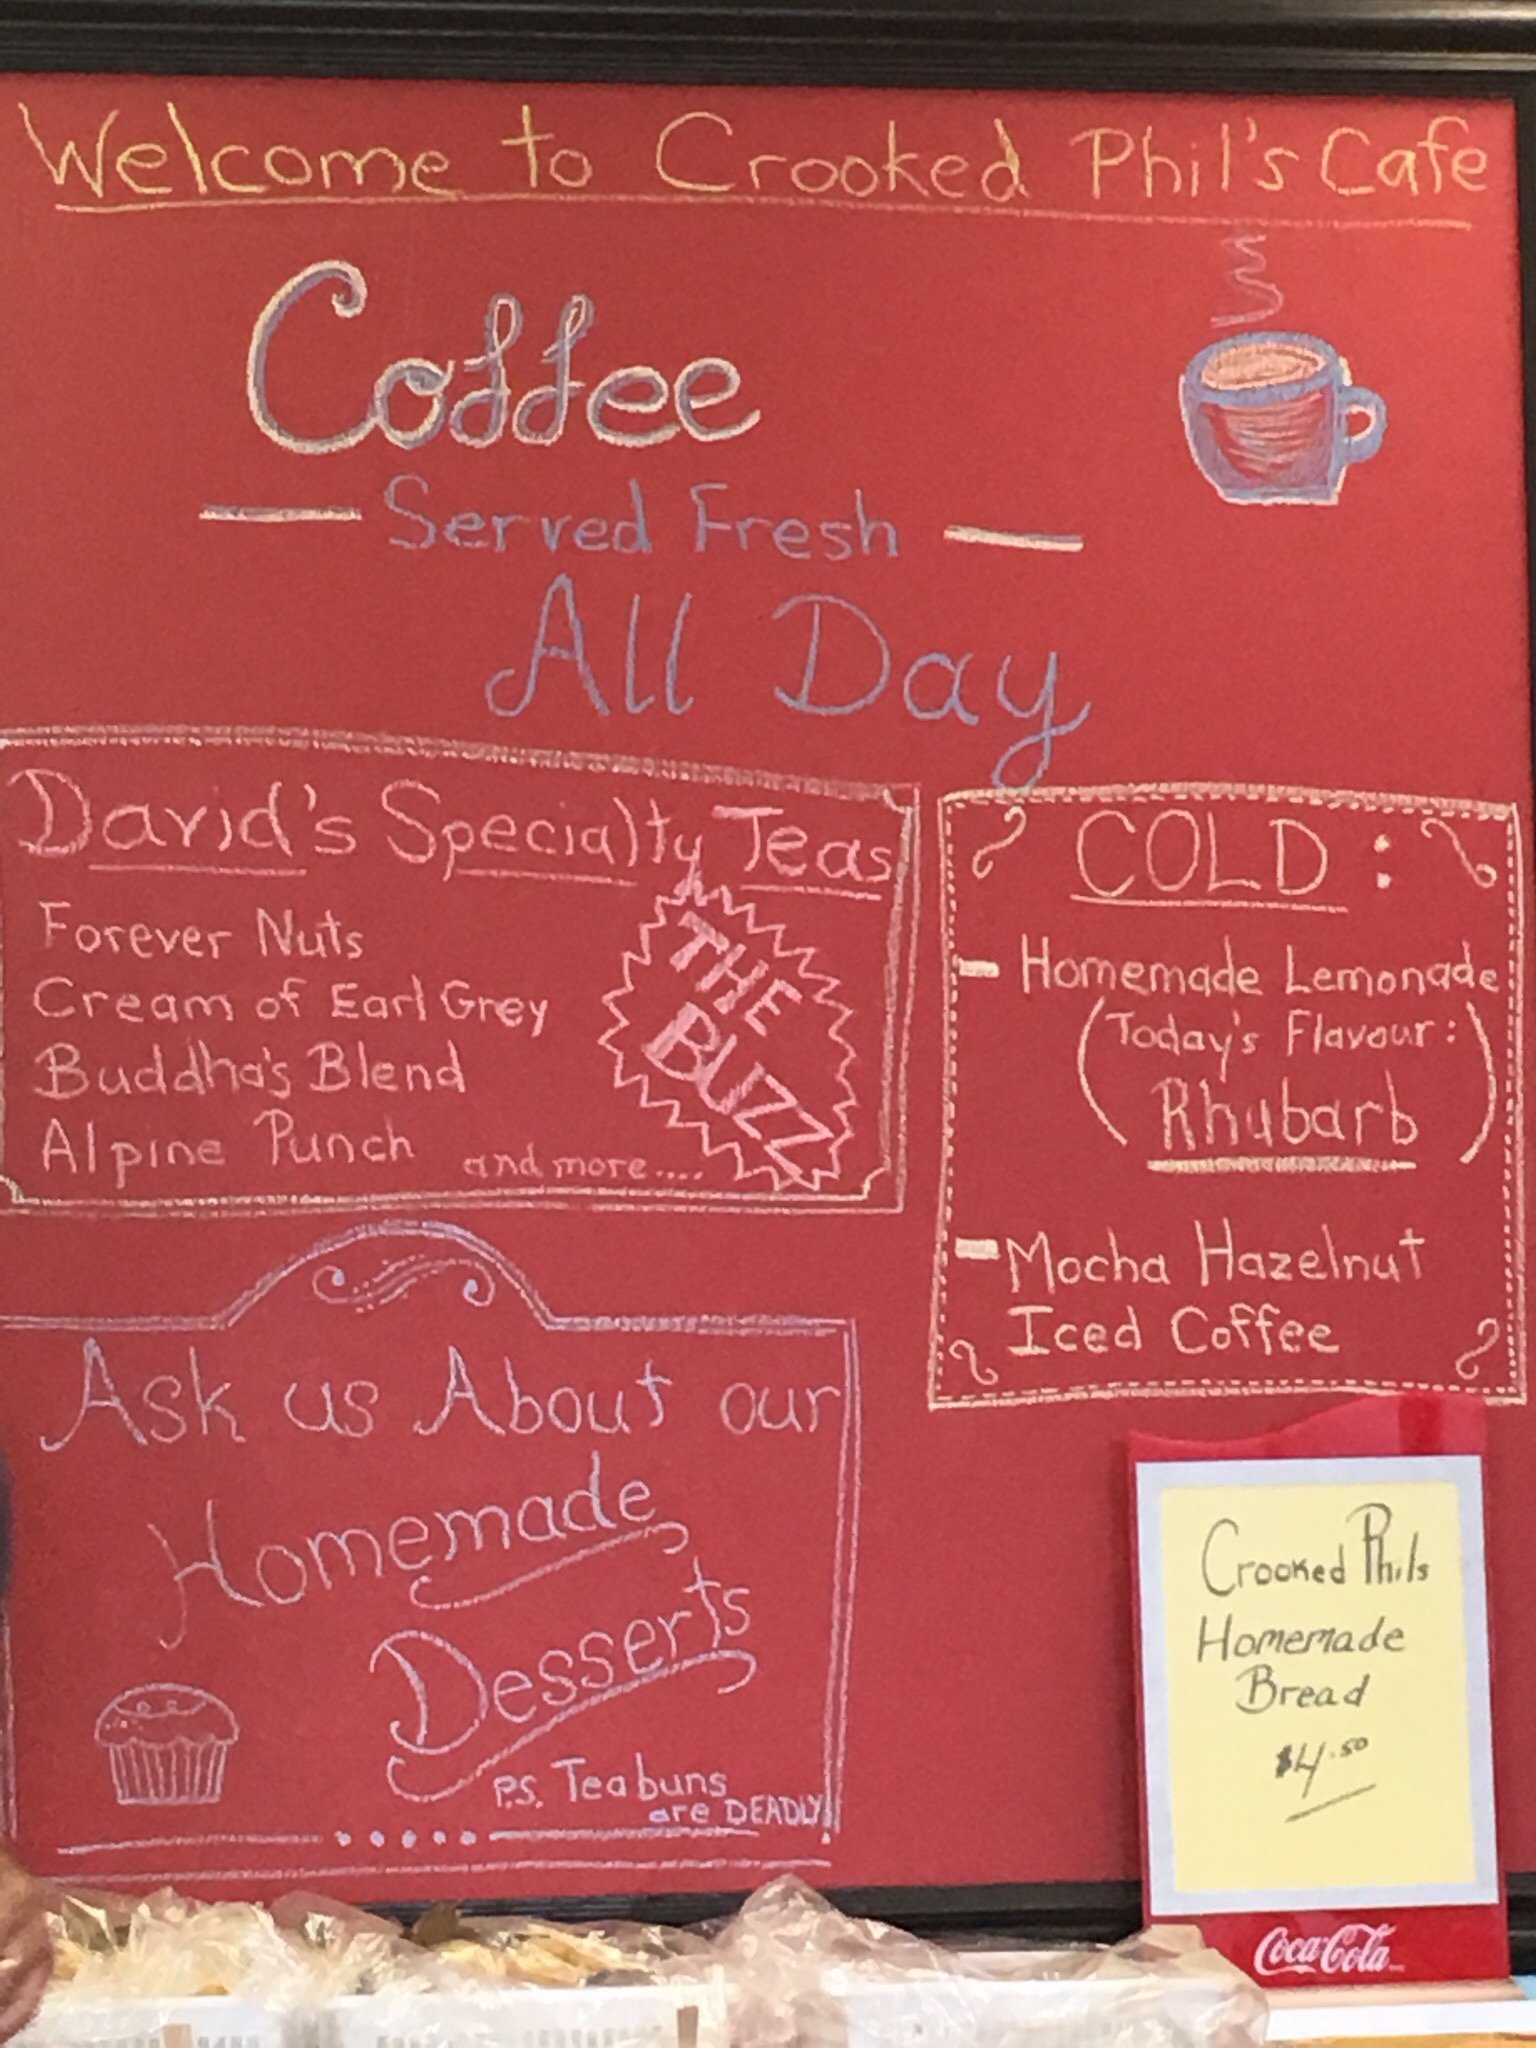 Welcome to Crooked Phil's Cafe
Coffee
Served Fresh
All Day
David's Specialty Teas
Forever Nuts
Cream of Earl Grey
Buddha's Blend
Alpine Punch and more.....
THE
BUZZ
COLD:
- Homemade Lemonade
(Today's Flavour:
Rhubarb)
- Mocha Hazelnut
Iced Coffee
Ask us About our
Homemade
Desserts
P.S. Tea buns
are DEADLY!
Crooked Phils
Homemade
Bread
$4.50
Coca-Cola